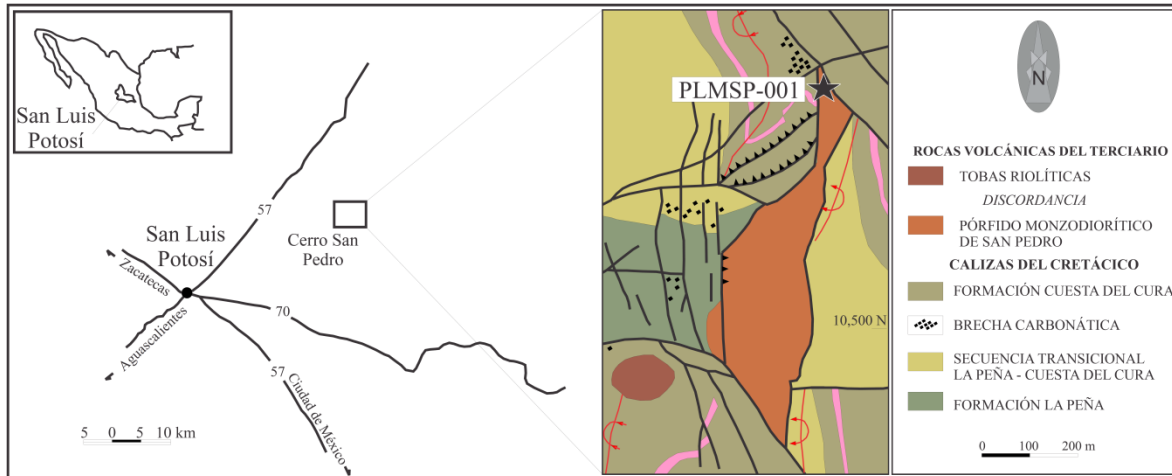 San Luis
Potosí
57
San Luis
Potosí
Cerro San
Pedro
Zacatecas
Aguascalientes
70
57
Ciudad de México
5 0 5 10 km
PLMSP-001
10,500 N
N
ROCAS VOLCÁNICAS DEL TERCIARIO
TOBAS RIOLÍTICAS
DISCORDANCIA
PÓRFIDO MONZODIORÍTICO
DE SAN PEDRO
CALIZAS DEL CRETÁCICO
FORMACIÓN CUESTA DEL CURA
BRECHA CARBONÁTICA
SECUENCIA TRANSICIONAL
LA PEÑA - CUESTA DEL CURA
FORMACIÓN LA PEÑA
0 100 200 m